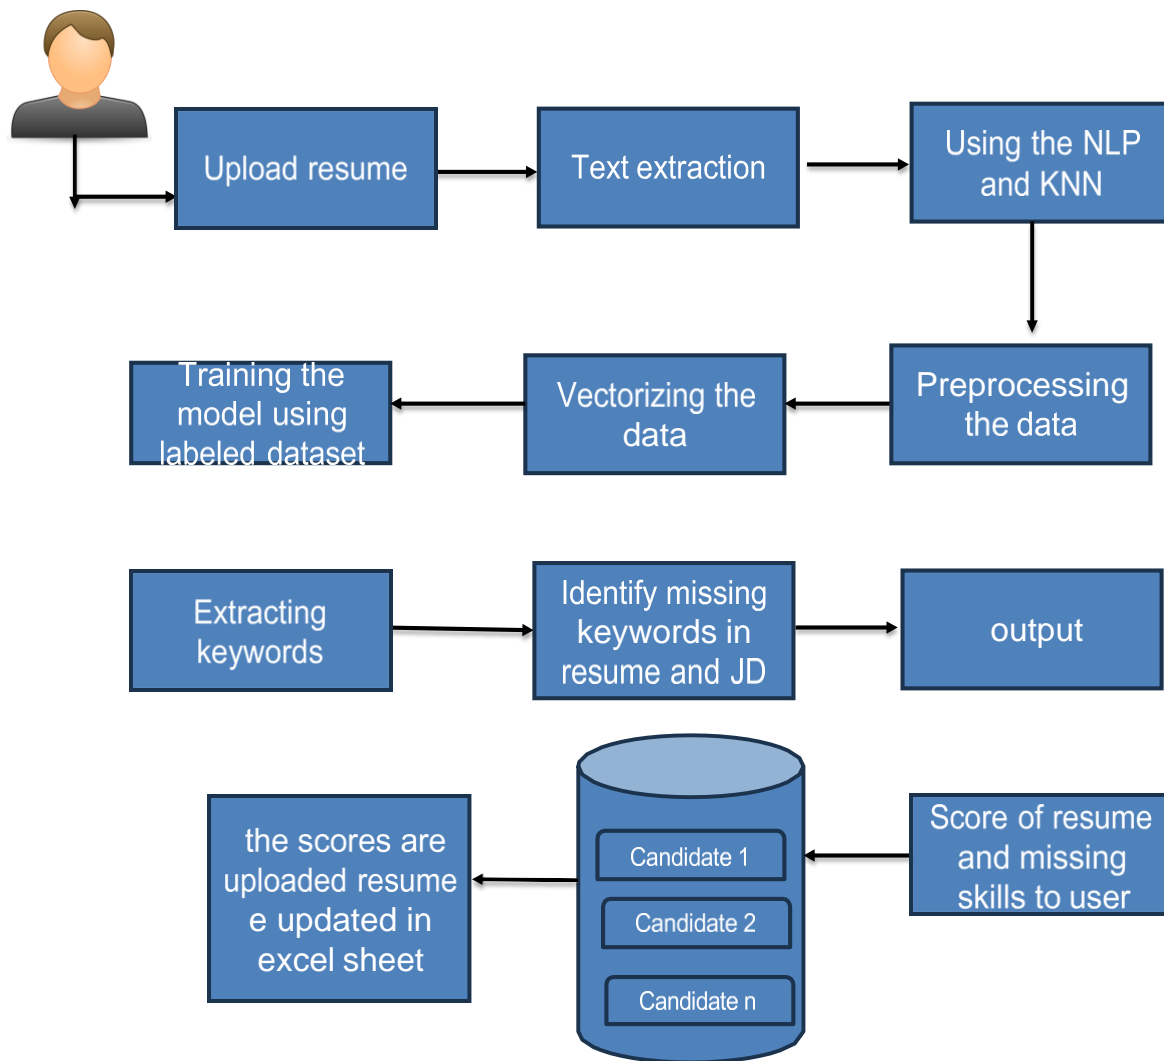 Upload resume
Text extraction
Using the NLP
and KNN
Training the
model using
labeled dataset
Vectorizing the
data
Preprocessing
the data
Extracting
keywords
Identify missing
keywords in
resume and JD
output
the scores are
uploaded resume
e updated in
excel sheet
Candidate 1
Candidate 2
Candidate n
Score of resume
and missing
skills to user